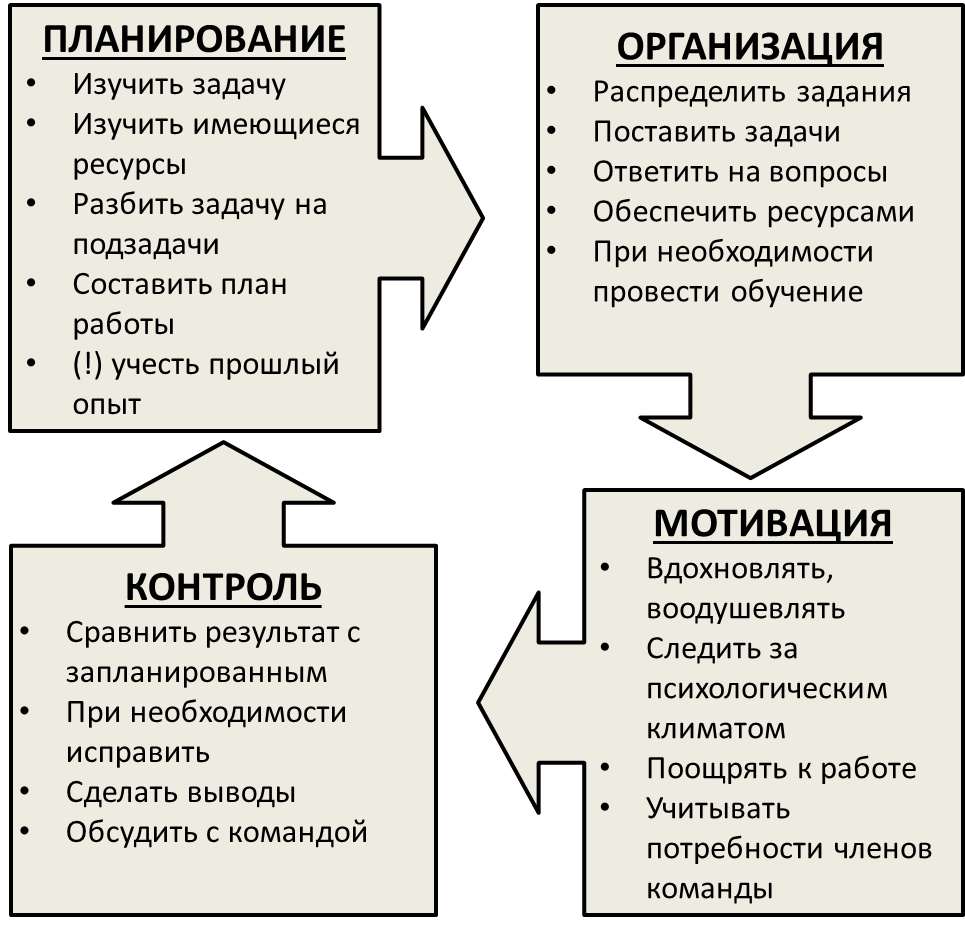 ПЛАНИРОВАНИЕ
• Изучить задачу
• Изучить имеющиеся
ресурсы
• Разбить задачу на
подзадачи
• Составить план
работы
• (!) учесть прошлый
опыт
ОРГАНИЗАЦИЯ
• Распределить задания
• Поставить задачи
• Ответить на вопросы
• Обеспечить ресурсами
• При необходимости
провести обучение
МОТИВАЦИЯ
• Вдохновлять,
воодушевлять
• Следить за
психологическим
климатом
• Поощрять к работе
• Учитывать
потребности членов
команды
КОНТРОЛЬ
• Сравнить результат с
запланированным
• При необходимости
исправить
• Сделать выводы
• Обсудить с командой